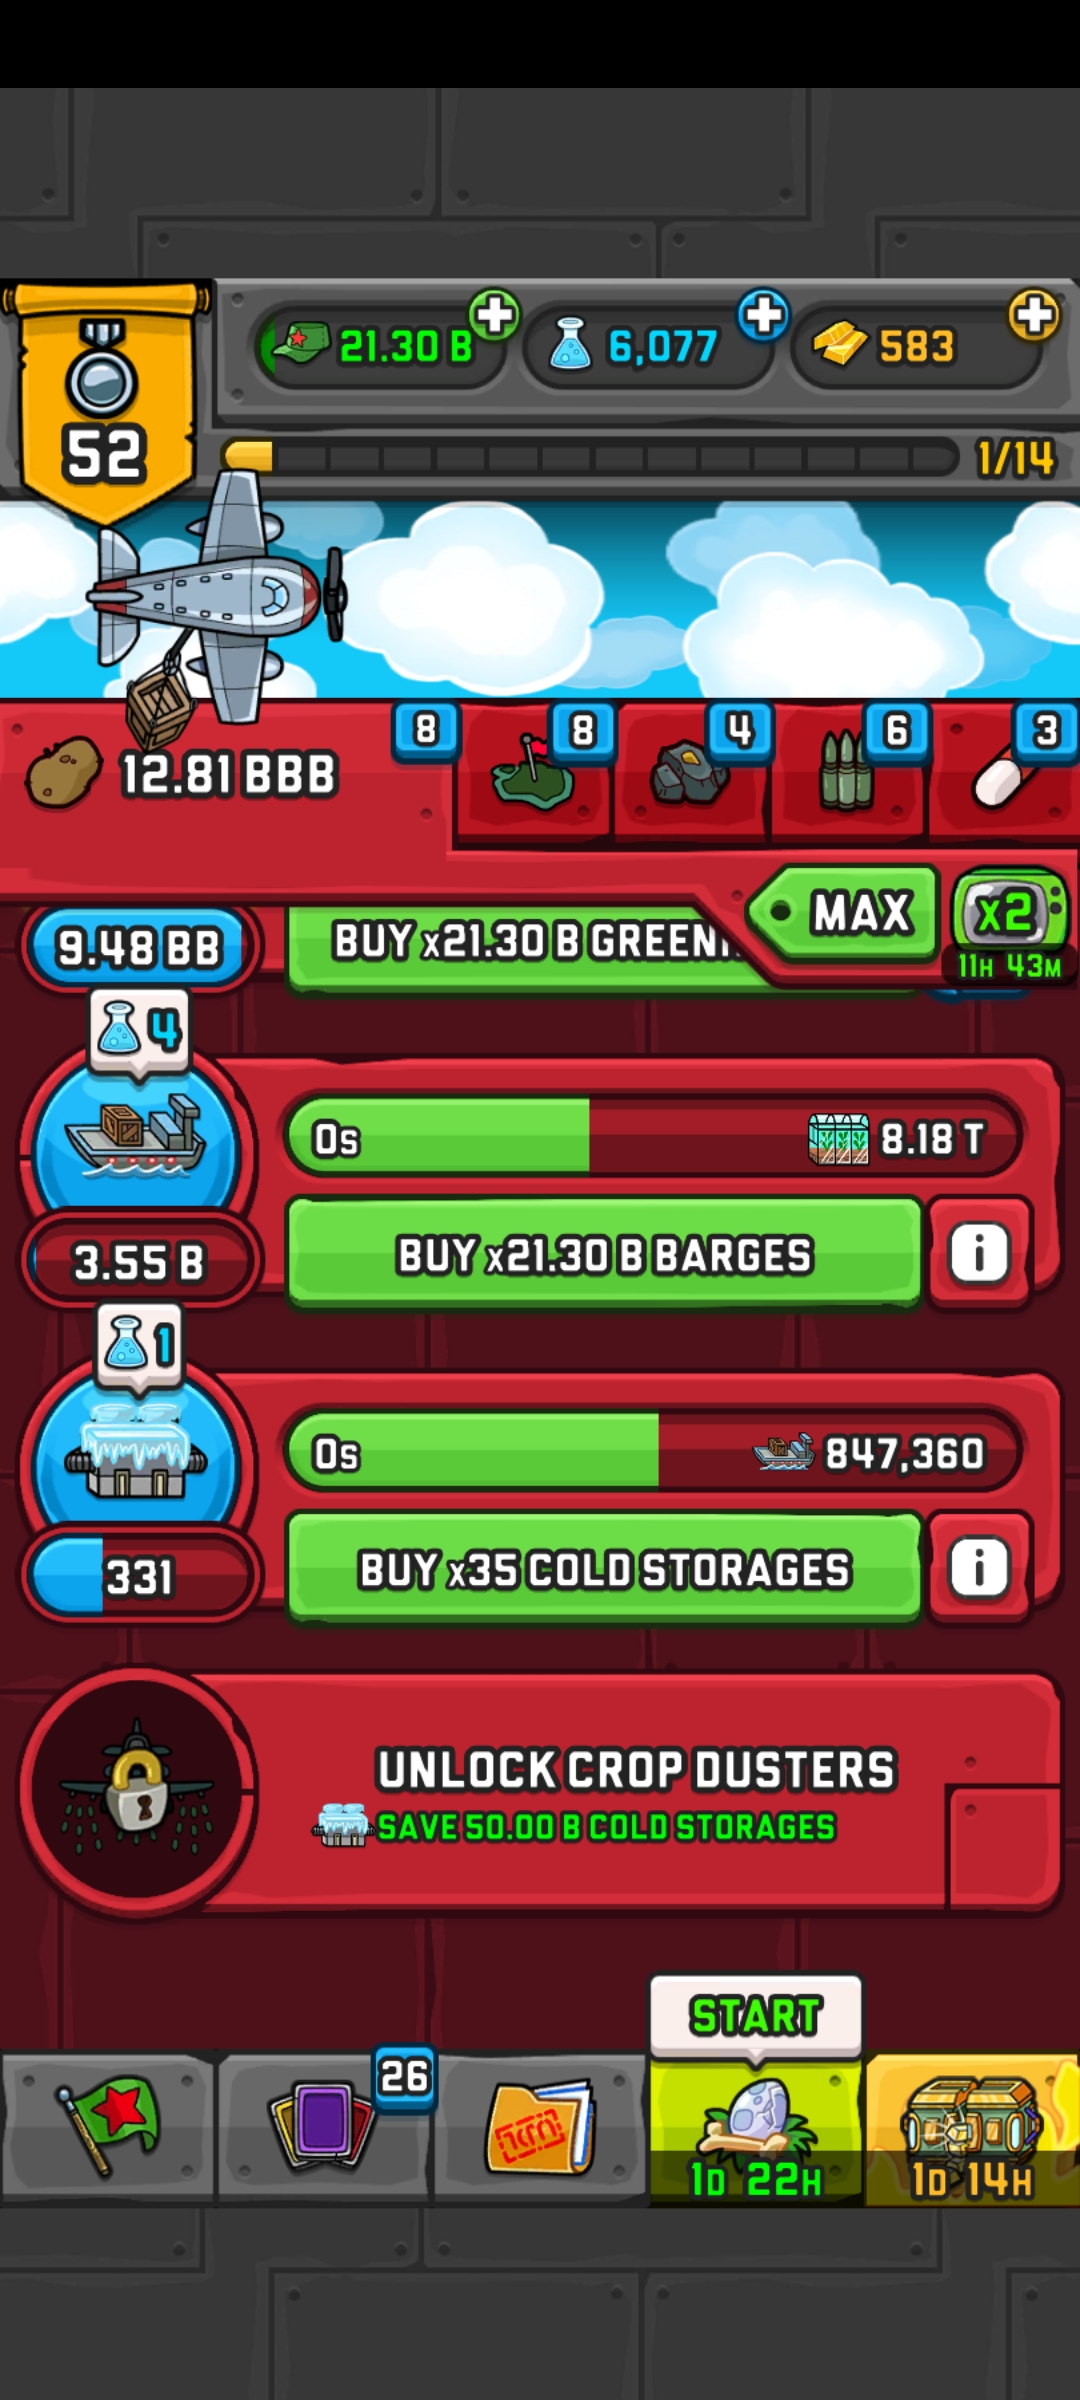 21.30 B
6,077
583
52
1/14
12.81 BBB
8
8
4
6
3
MAX
x2
11H 43M
9.48 BB
BUY x21.30 B
4
0s
8.18 T
3.55 B
BUY x21.30 B BARGES
i
1
0s
847,360
331
BUY x35 COLD STORAGES
i
UNLOCK CROP DUSTERS
SAVE 50.00 B COLD STORAGES
START
26
1D 22H
1D 14H